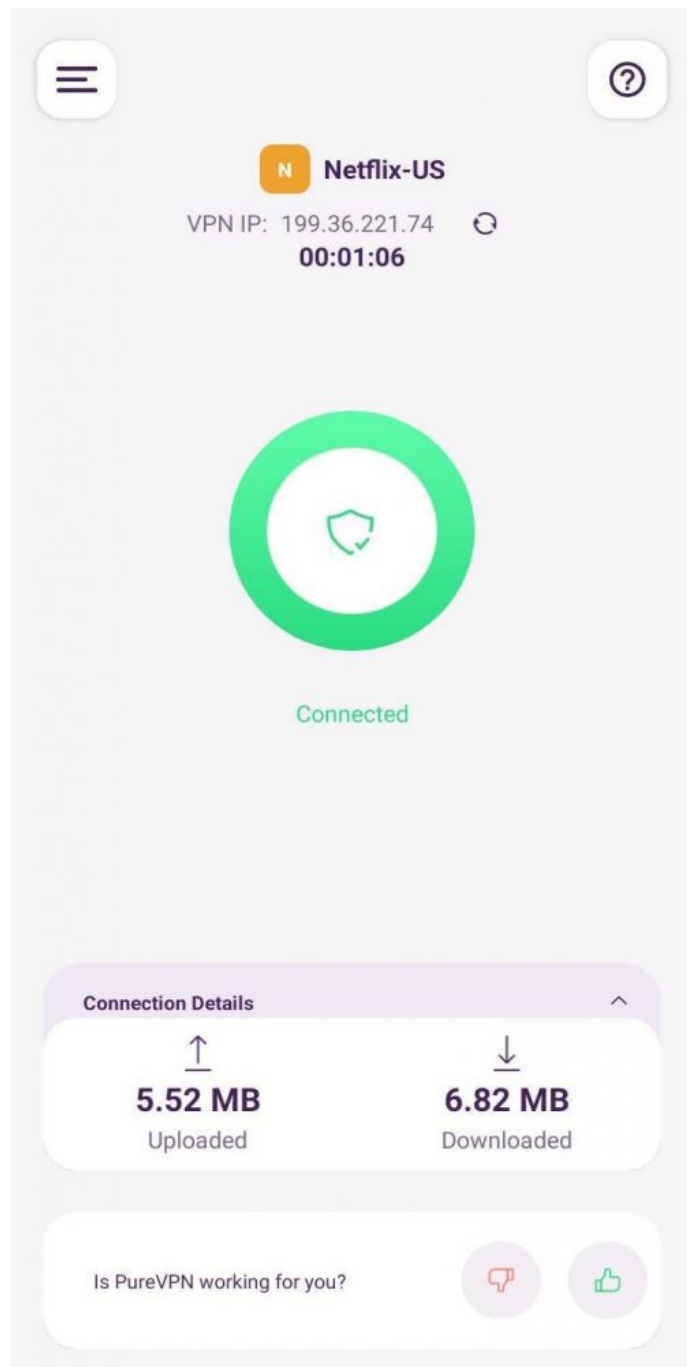 N Netflix-US
VPN IP: 199.36.221.74
00:01:06
Connected
Connection Details
5.52 MB 6.82 MB
Uploaded Downloaded
Is PureVPN working for you?